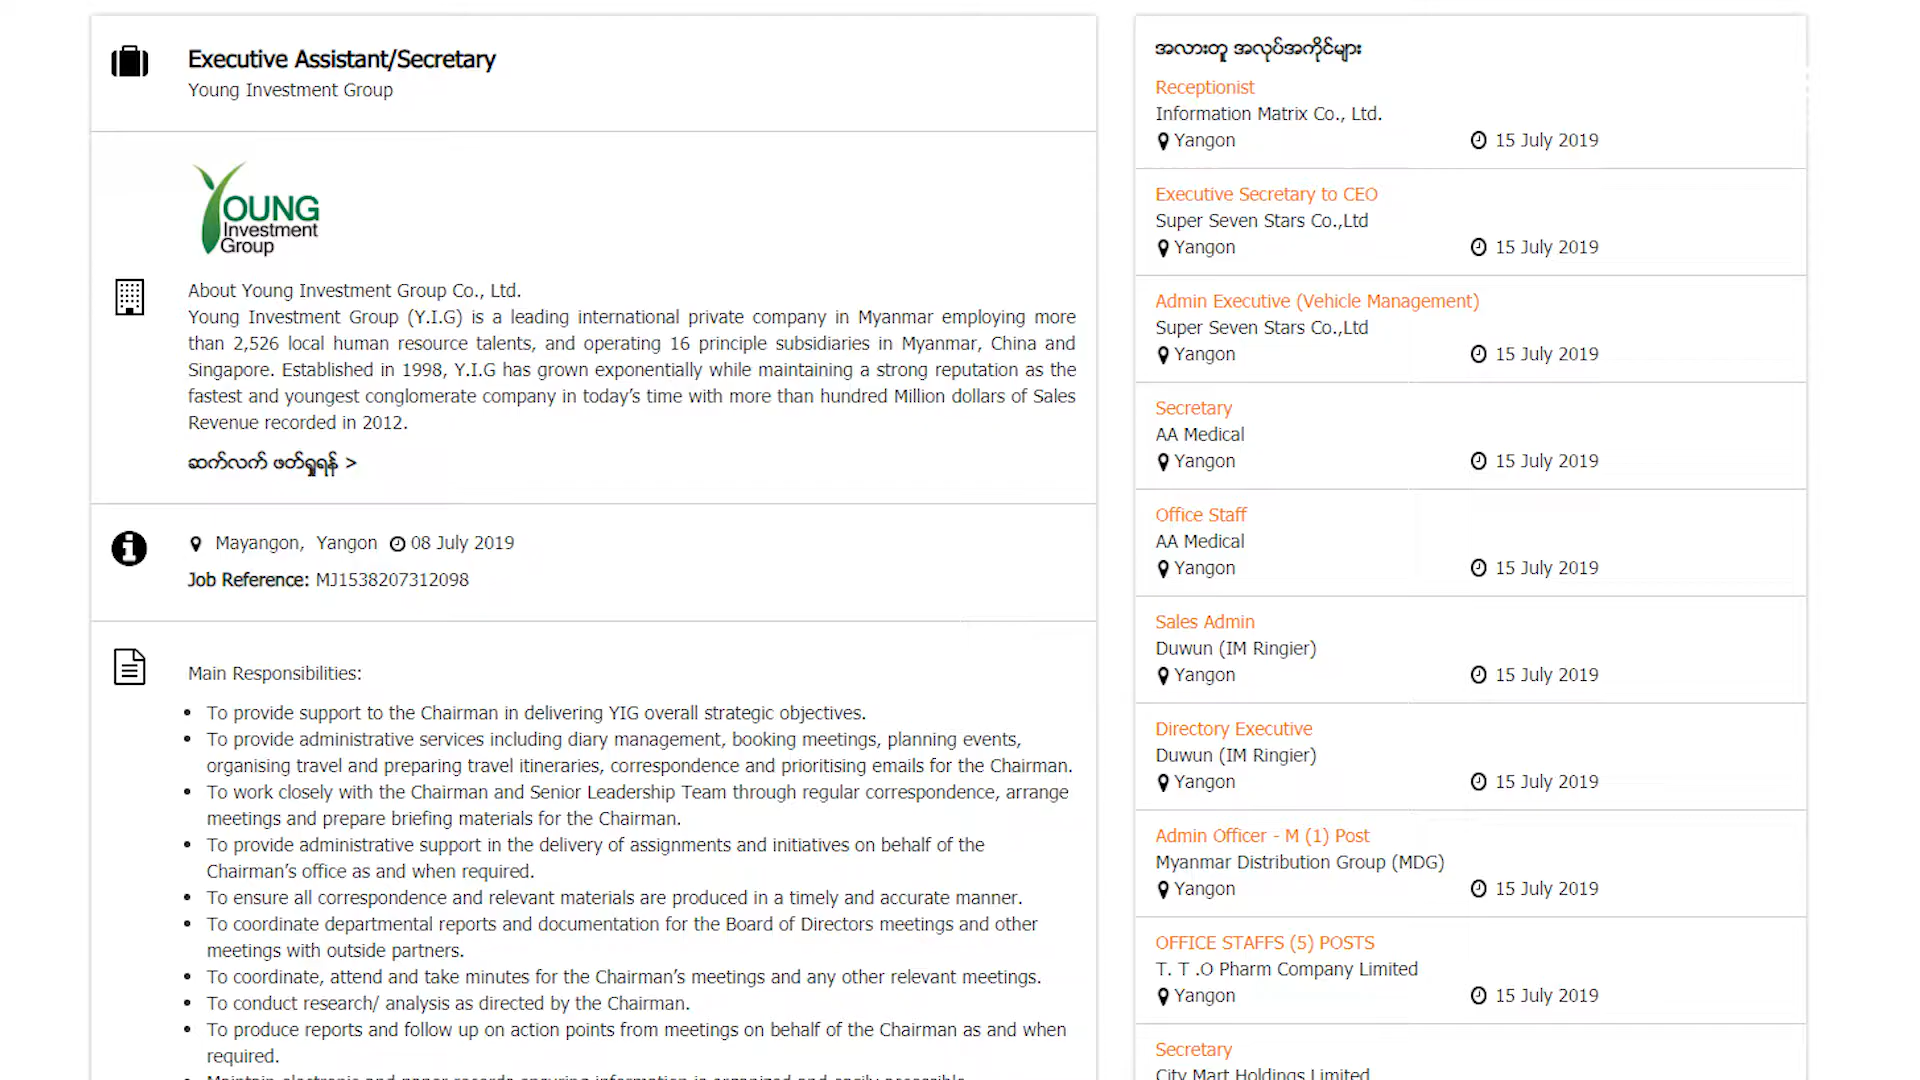 Executive Assistant/Secretary
Young Investment Group
YOUNG
Investment
Group
About Young Investment Group Co., Ltd.
Young Investment Group (Y.I.G) is a leading international private company in Myanmar employing more
than 2,526 local human resource talents, and operating 16 principle subsidiaries in Myanmar, China and
Singapore. Established in 1998, Y.I.G has grown exponentially while maintaining a strong reputation as the
fastest and youngest conglomerate company in today’s time with more than hundred Million dollars of Sales
Revenue recorded in 2012.
ဆက်လက် ဖတ်ရှုရန် >
Mayangon, Yangon 08 July 2019
Job Reference: MJ1538207312098
Main Responsibilities:
• To provide support to the Chairman in delivering YIG overall strategic objectives.
• To provide administrative services including diary management, booking meetings, planning events,
organising travel and preparing travel itineraries, correspondence and prioritising emails for the Chairman.
• To work closely with the Chairman and Senior Leadership Team through regular correspondence, arrange
meetings and prepare briefing materials for the Chairman.
• To provide administrative support in the delivery of assignments and initiatives on behalf of the
Chairman’s office as and when required.
• To ensure all correspondence and relevant materials are produced in a timely and accurate manner.
• To coordinate departmental reports and documentation for the Board of Directors meetings and other
meetings with outside partners.
• To coordinate, attend and take minutes for the Chairman’s meetings and any other relevant meetings.
• To conduct research/ analysis as directed by the Chairman.
• To produce reports and follow up on action points from meetings on behalf of the Chairman as and when
required.
• Maintain electronic and paper records ensuring information is organized and easily accessible
အလားတူ အလုပ်အကိုင်များ
Receptionist
Information Matrix Co., Ltd.
Yangon 15 July 2019
Executive Secretary to CEO
Super Seven Stars Co.,Ltd
Yangon 15 July 2019
Admin Executive (Vehicle Management)
Super Seven Stars Co.,Ltd
Yangon 15 July 2019
Secretary
AA Medical
Yangon 15 July 2019
Office Staff
AA Medical
Yangon 15 July 2019
Sales Admin
Duwun (IM Ringier)
Yangon 15 July 2019
Directory Executive
Duwun (IM Ringier)
Yangon 15 July 2019
Admin Officer - M (1) Post
Myanmar Distribution Group (MDG)
Yangon 15 July 2019
OFFICE STAFFS (5) POSTS
T. T .O Pharm Company Limited
Yangon 15 July 2019
Secretary
City Mart Holdings Limited